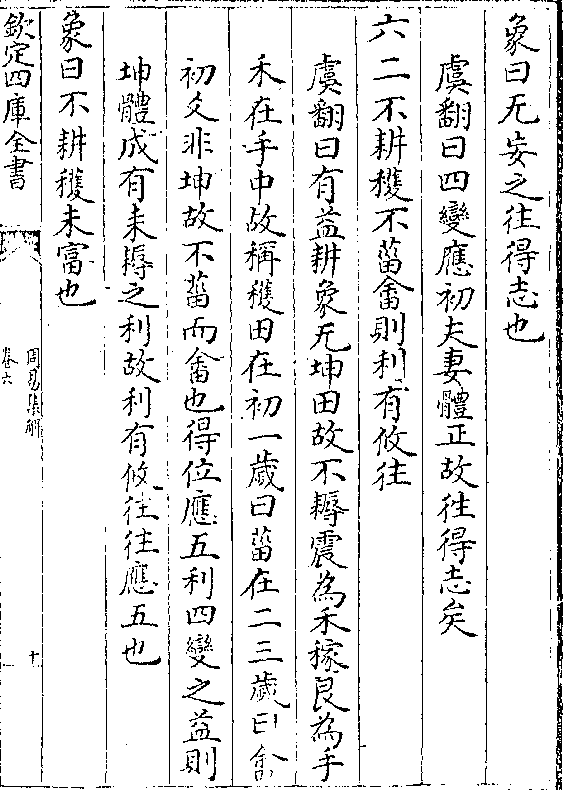 象曰无妄之往得志也
虞翻曰四變應初夫妻體正故往得志矣
六二不耕穫不菑畬則利有攸往
虞翻曰有益耕象无坤田故不耨震為禾稼艮為手
禾在手中故稱穫田在初一歲曰菑在二三歲曰畬
初爻非坤故不菑而畬也得位應五利四變之益則
坤體成有耒耨之利故利有攸往往應五也
象曰不耕穫未富也
欽定四庫全書
周易集解
卷六
十